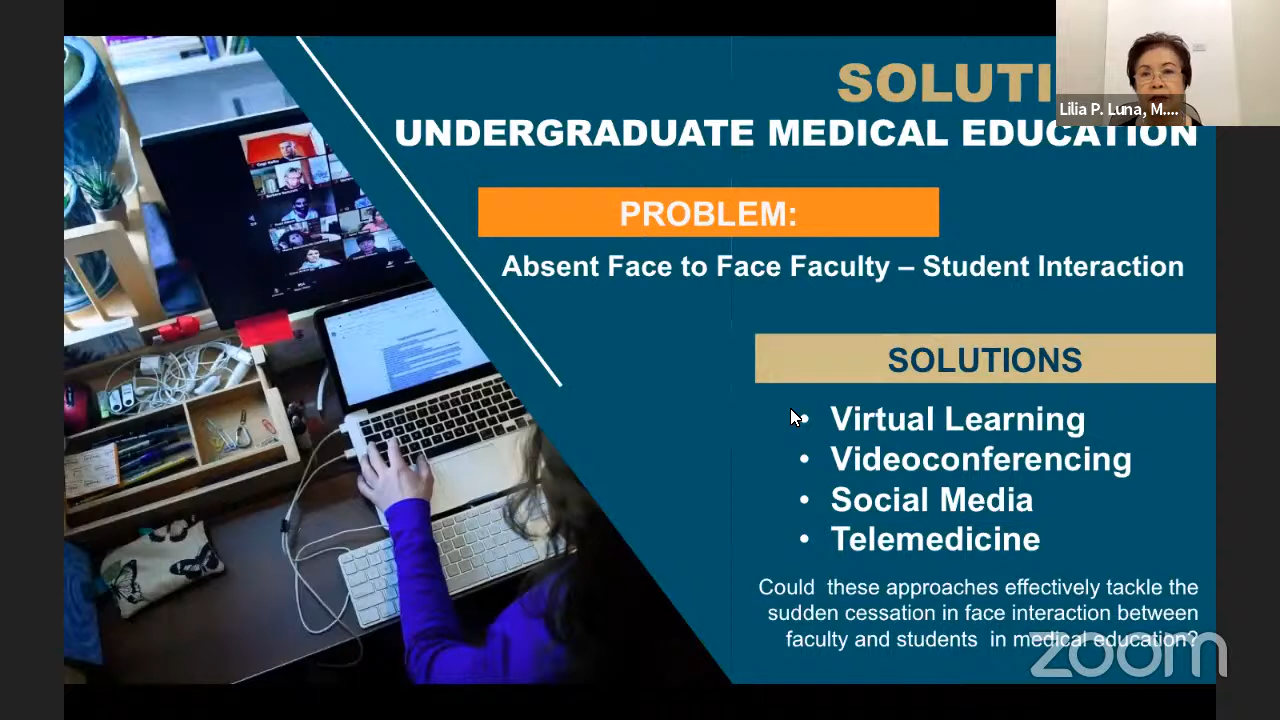 SOLUTI
Lilia P. Luna, M....
UNDERGRADUATE MEDICAL EDUCATION
PROBLEM:
Absent Face to Face Faculty – Student Interaction
SOLUTIONS
• Virtual Learning
• Videoconferencing
• Social Media
• Telemedicine
Could these approaches effectively tackle the
sudden cessation in face interaction between
faculty and students in medical education?
zoom